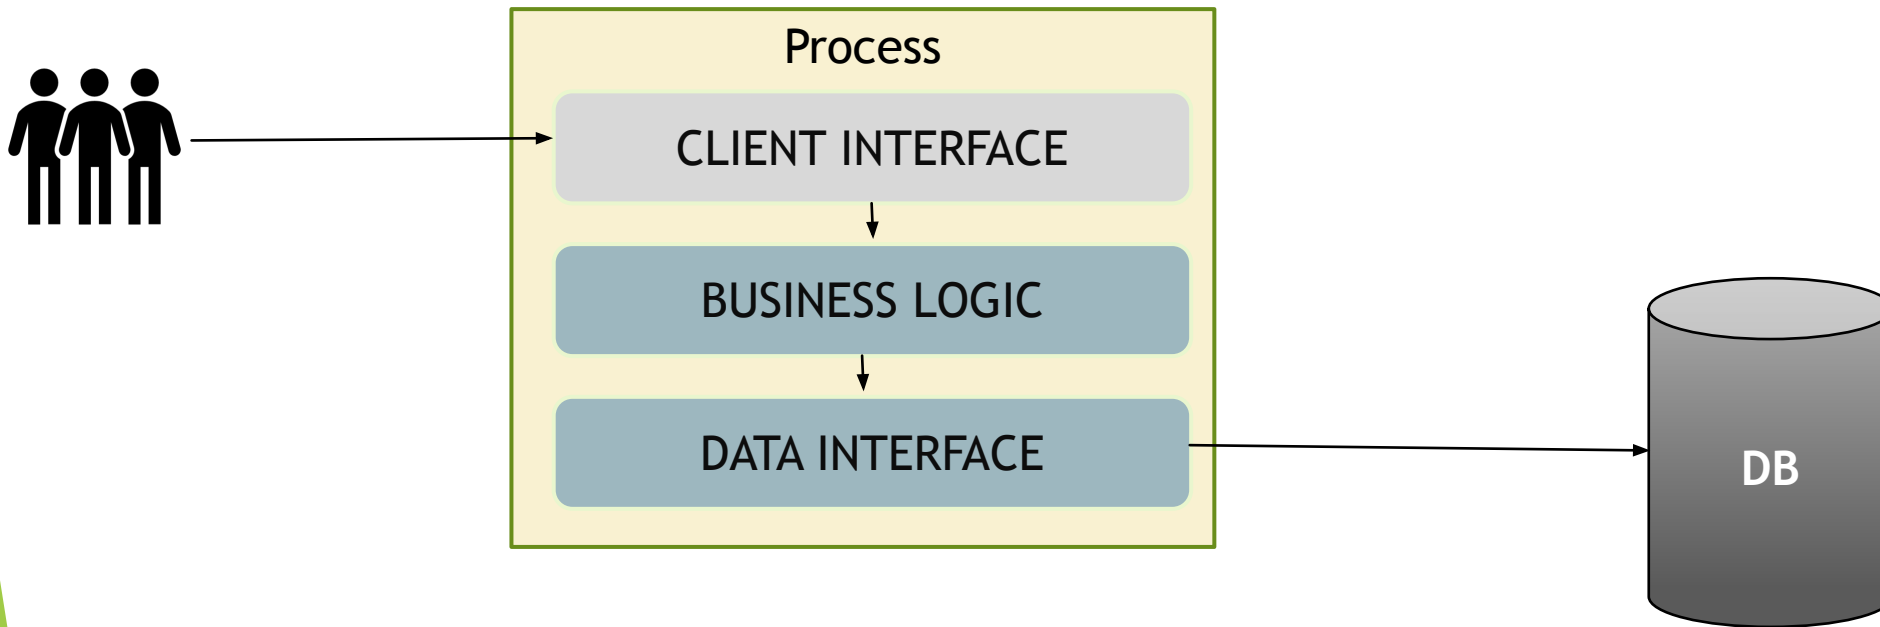 Process
CLIENT INTERFACE
BUSINESS LOGIC
DATA INTERFACE
DB